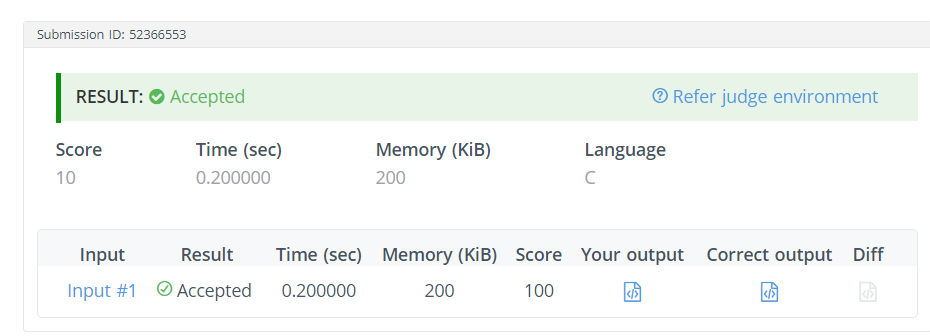 Submission ID: 52366553
RESULT: Accepted Refer judge environment
Score Time (sec) Memory (KiB) Language
10 0.200000 200 C
Input Result Time (sec) Memory (KiB) Score Your output Correct output Diff
Input #1 Accepted 0.200000 200 100